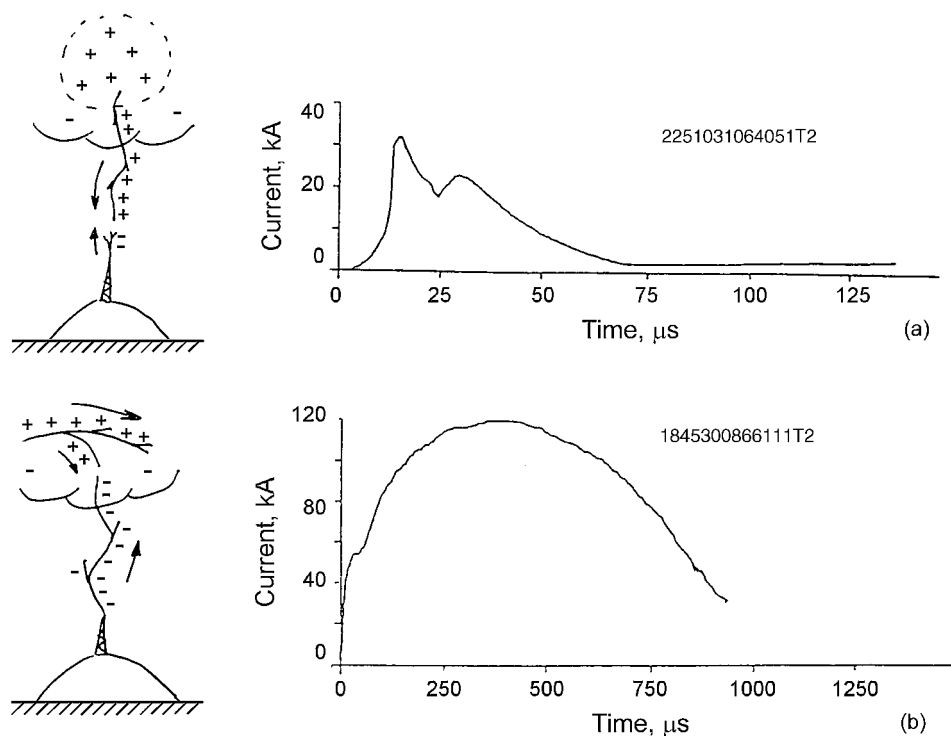 40
20
0
Current, kA
2251031064051T2
0 25 50 75 100 125
Time, μs
(a)
120
80
40
0
Current, kA
1845300866111T2
0 250 500 750 1000 1250
Time, μs
(b)